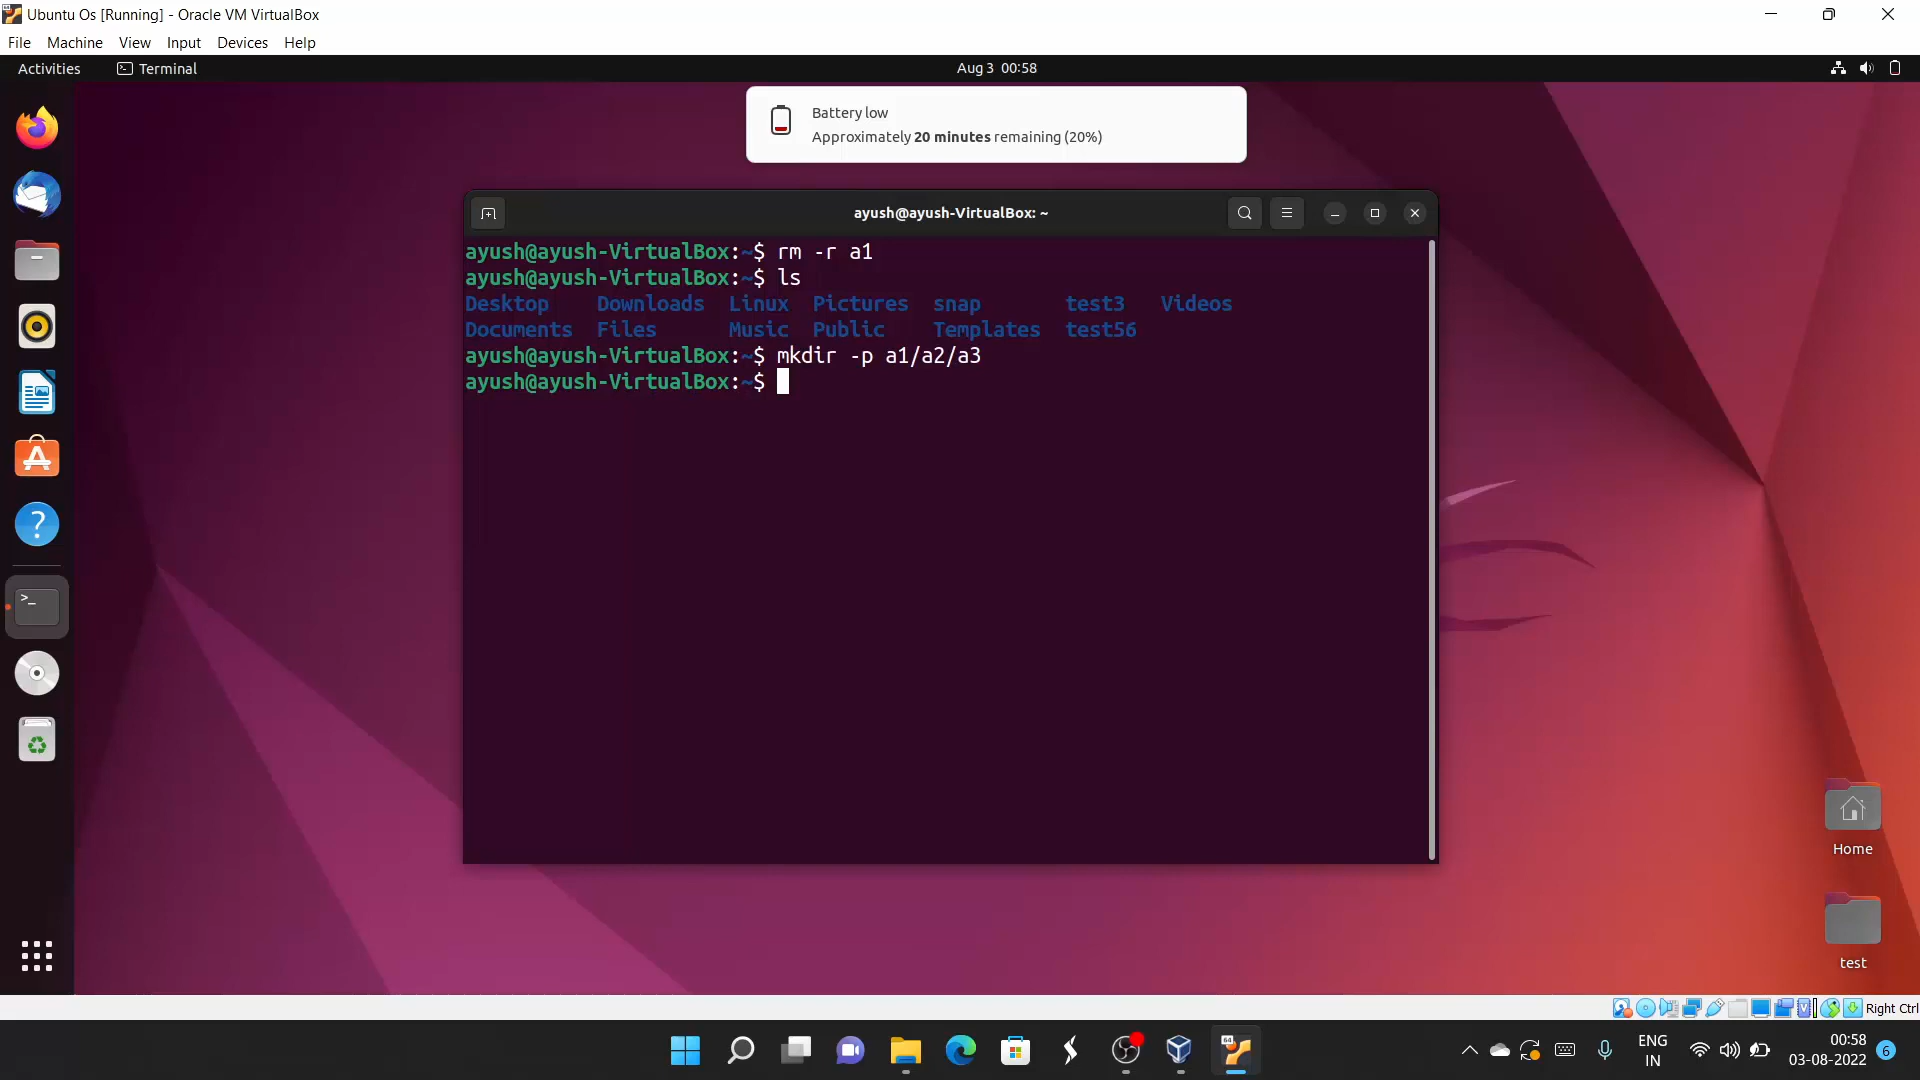 Ubuntu Os [Running] - Oracle VM VirtualBox
File Machine View Input Devices Help
Activities Terminal Aug 3 00:58
Battery low
Approximately 20 minutes remaining (20%)
ayush@ayush-VirtualBox: ~
ayush@ayush-VirtualBox:~$ rm -r a1
ayush@ayush-VirtualBox:~$ ls
Desktop Downloads Linux Pictures snap test3 Videos
Documents Files Music Public Templates test56
ayush@ayush-VirtualBox:~$ mkdir -p a1/a2/a3
ayush@ayush-VirtualBox:~$
Home
test
Right Ctrl
ENG
IN
00:58
03-08-2022
6